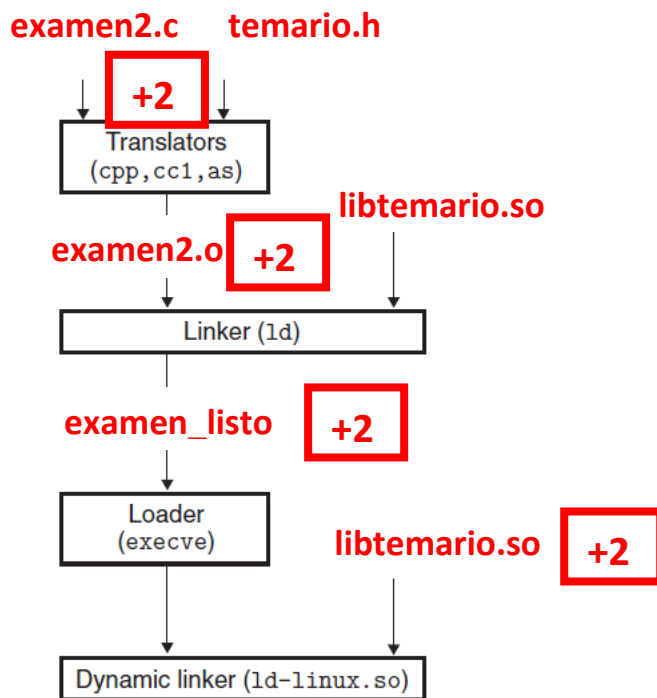 examen2.c temario.h
+2
Translators
(cpp,cc1,as)
libtemario.so
examen2.o +2
Linker (ld)
examen_listo +2
Loader
(execve)
libtemario.so +2
Dynamic linker (ld-linux.so)